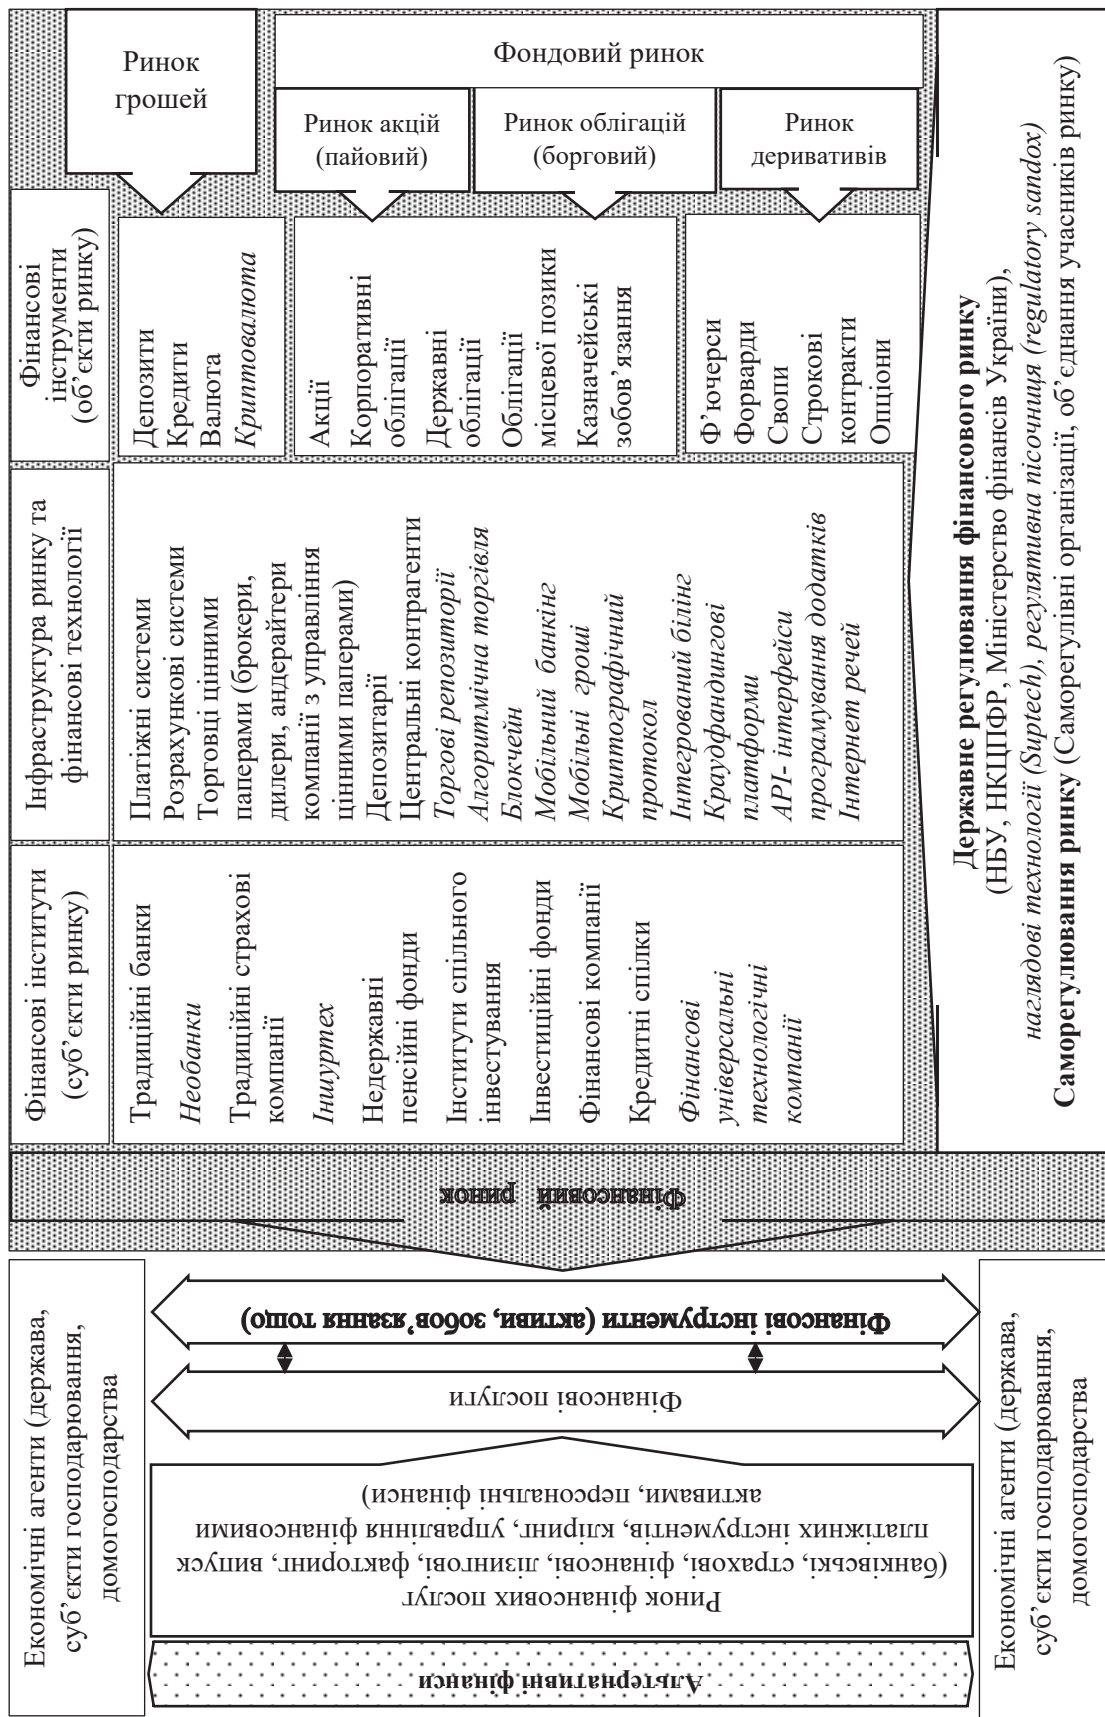 Економічні агенти (держава,
суб’єкти господарювання,
домогосподарства
Альтернативні фінанси
Ринок фінансових послуг
(банківські, страхові, фінансові, лізингові, факторинг, випуск
платіжних інструментів, кліринг, управління фінансовими
активами, персональні фінанси)
Фінансові послуги
Фінансові інструменти (активи, зобов’язання тощо)
Економічні агенти (держава,
суб’єкти господарювання,
домогосподарства
Фінансовий ринок
Фінансові інститути
(суб’єкти ринку)
Традиційні банки
Необанки
Традиційні страхові
компанії
Іншуртех
Недержавні
пенсійні фонди
Інститути спільного
інвестування
Інвестиційні фонди
Фінансові компанії
Кредитні спілки
Фінансові
універсальні
технологічні
компанії
Інфраструктура ринку та
фінансові технології
Платіжні системи
Розрахункові системи
Торговці цінними
паперами (брокери,
дилери, андерайтери
компанії з управління
цінними паперами)
Депозитарії
Центральні контрагенти
Торгові репозиторії
Алгоритмічна торгівля
Блокчейн
Мобільний банкінг
Мобільні гроші
Криптографічний
протокол
Інтегрований білінг
Краудфандингові
платформи
API- інтерфейси
програмування додатків
Інтернет речей
Фінансові
інструменти
(об’єкти ринку)
Депозити
Кредити
Валюта
Криптовалюта
Акції
Корпоративні
облігації
Державні
облігації
Облігації
місцевої позики
Казначейські
зобов’язання
Ф’ючерси
Форварди
Свопи
Строкові
контракти
Опціони
Ринок
грошей
Фондовий ринок
Ринок акцій
(пайовий)
Ринок облігацій
(борговий)
Ринок
деривативів
Державне регулювання фінансового ринку
(НБУ, НКЦПФР, Міністерство фінансів України),
наглядові технології (Suptech), регулятивна пісочниця (regulatory sandox)
Саморегулювання ринку (Саморегулівні організації, об’єднання учасників ринку)